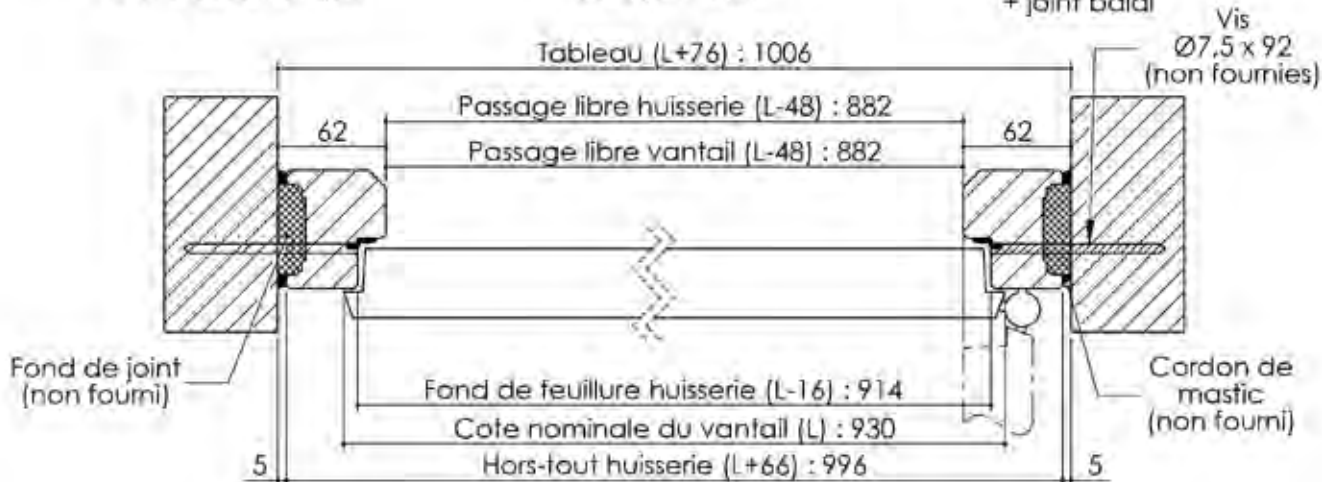 + joint balai
Vis
Ø7.5 x 92
(non fournies)
Tableau (L+76) : 1006
Passage libre huisserie (L-48) : 882
62
62
Passage libre vantail (L-48) : 882
Fond de joint
(non fourni)
Cordon de
mastic
(non fourni)
Fond de feuillure huisserie (L-16) : 914
Cote nominale du vantail (L) : 930
5
Hors-tout huisserie (L+66) : 996
5